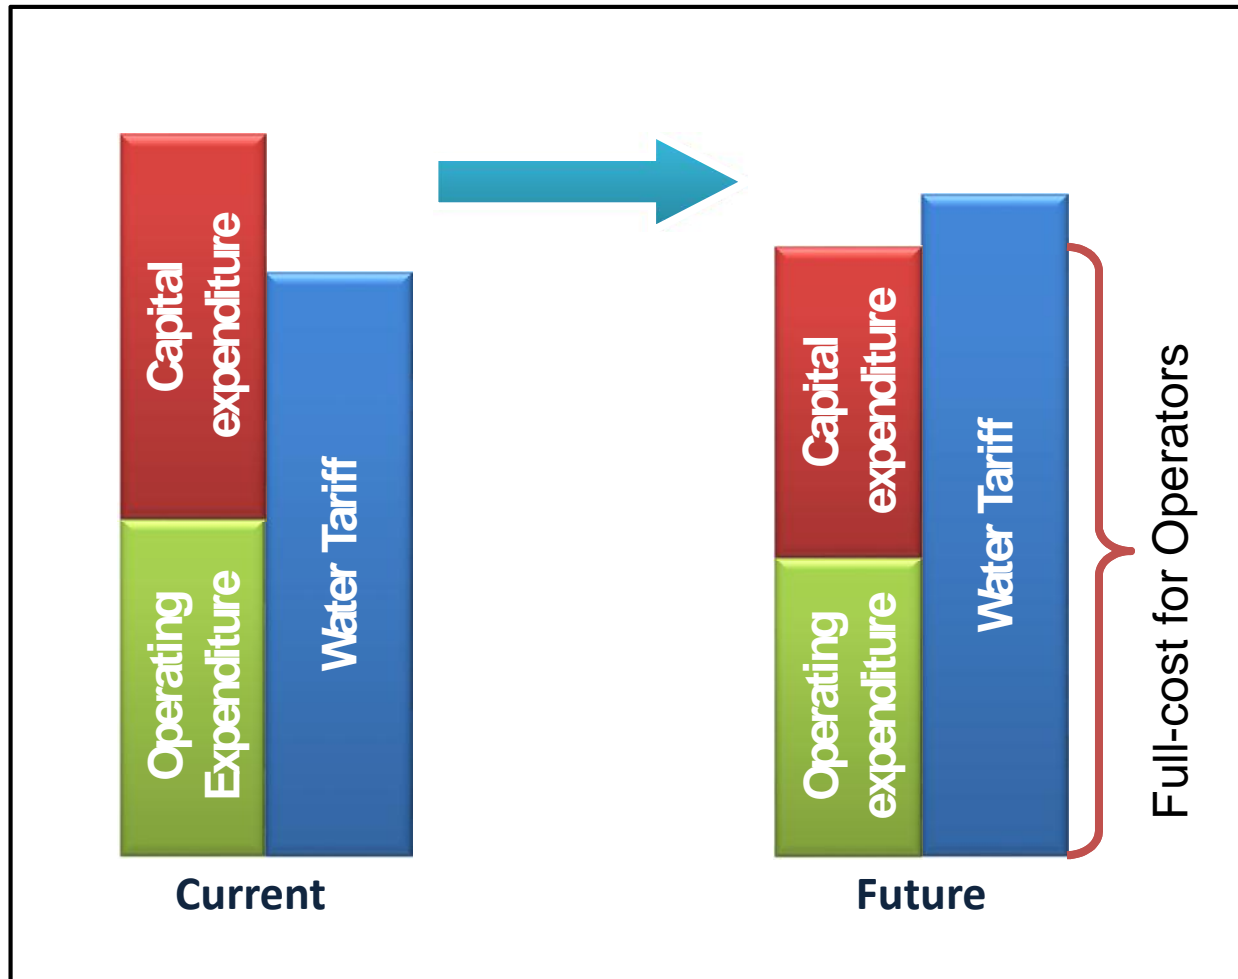 Capital
expenditure
Operating
Expenditure
Water Tariff
Current
Capital
expenditure
Operating
expenditure
Water Tariff
Full-cost for Operators
Future